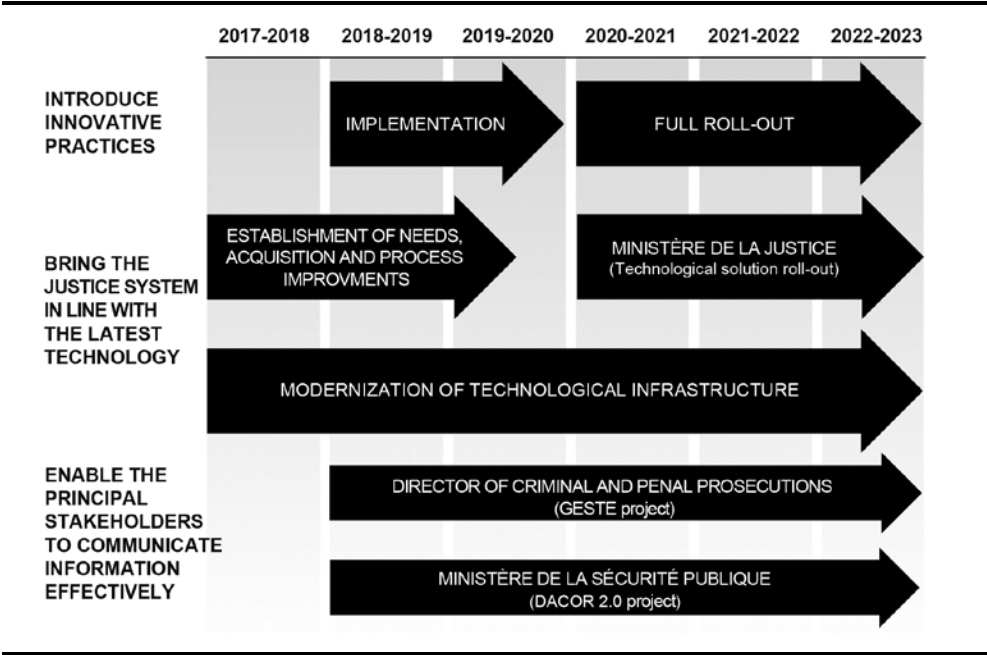 2017-2018 2018-2019 2019-2020 2020-2021 2021-2022 2022-2023
INTRODUCE
INNOVATIVE
PRACTICES
IMPLEMENTATION
FULL ROLL-OUT
BRING THE
JUSTICE SYSTEM
IN LINE WITH
THE LATEST
TECHNOLOGY
ESTABLISHMENT OF NEEDS,
ACQUISITION AND PROCESS
IMPROVMENTS
MINISTÈRE DE LA JUSTICE
(Technological solution roll-out)
MODERNIZATION OF TECHNOLOGICAL INFRASTRUCTURE
ENABLE THE
PRINCIPAL
STAKEHOLDERS
TO COMMUNICATE
INFORMATION
EFFECTIVELY
DIRECTOR OF CRIMINAL AND PENAL PROSECUTIONS
(GESTE project)
MINISTÈRE DE LA SÉCURITÉ PUBLIQUE
(DACOR 2.0 project)